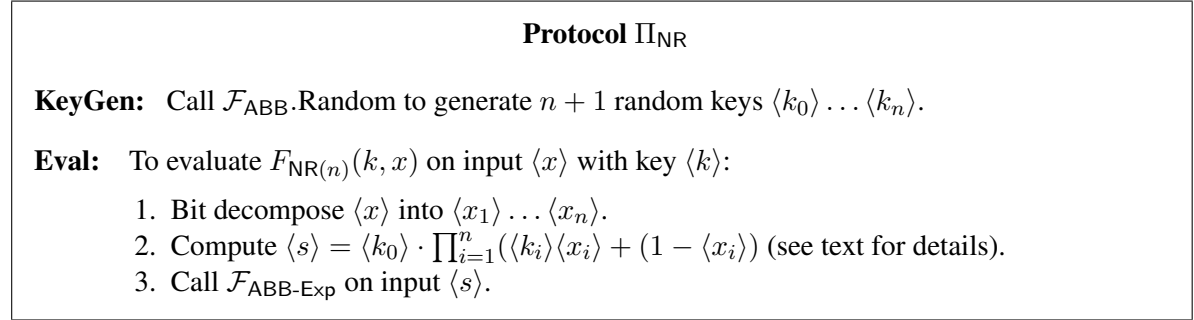 Protocol Π_NR
KeyGen: Call F_ABB.Random to generate n + 1 random keys ⟨k_0⟩ … ⟨k_n⟩.
Eval: To evaluate F_NR(n)(k, x) on input ⟨x⟩ with key ⟨k⟩:
1. Bit decompose ⟨x⟩ into ⟨x_1⟩ … ⟨x_n⟩.
2. Compute ⟨s⟩ = ⟨k_0⟩ · ∏_{i=1}^{n}(⟨k_i⟩⟨x_i⟩ + (1 − ⟨x_i⟩) (see text for details).
3. Call F_ABB-Exp on input ⟨s⟩.